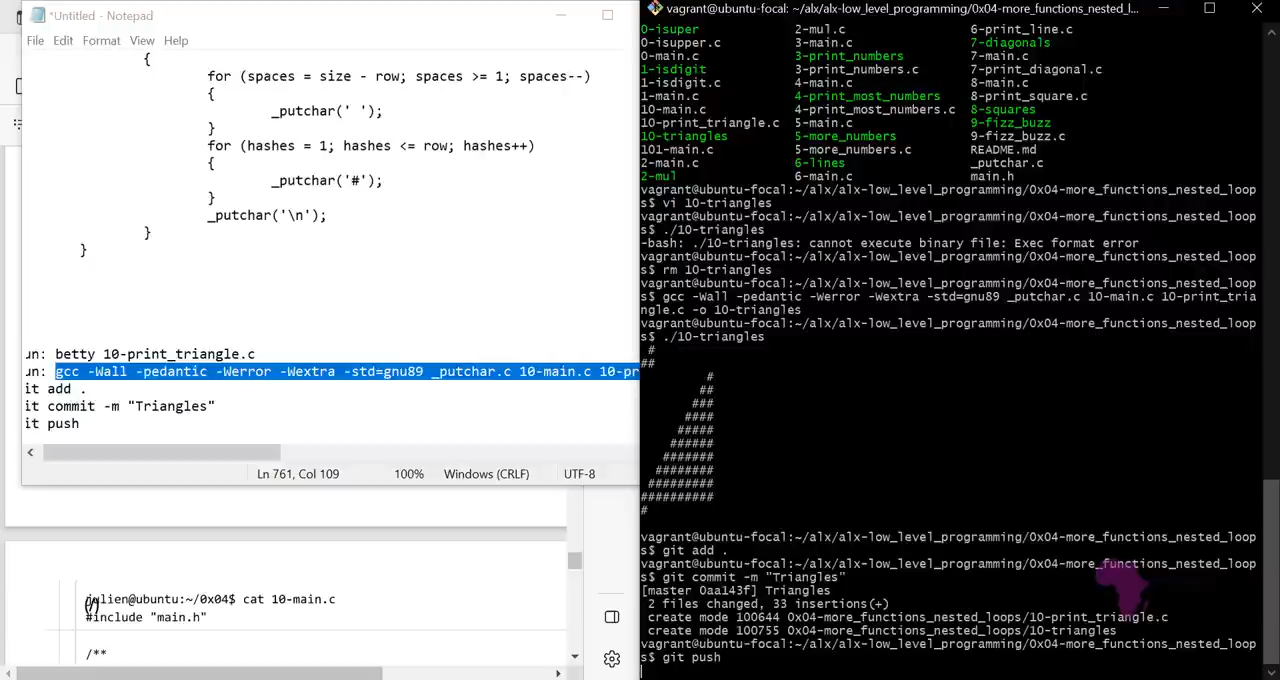 *Untitled - Notepad
File Edit Format View Help
{
for (spaces = size - row; spaces >= 1; spaces--)
{
_putchar(' ');
}
for (hashes = 1; hashes <= row; hashes++)
{
_putchar('#');
}
_putchar('\n');
}
}
un: betty 10-print_triangle.c
un: gcc -Wall -pedantic -Werror -Wextra -std=gnu89 _putchar.c 10-main.c 10-pr
it add .
it commit -m "Triangles"
it push
Ln 761, Col 109 100% Windows (CRLF) UTF-8
julien@ubuntu:~/0x04$ cat 10-main.c
#include "main.h"
/**
vagrant@ubuntu-focal: ~/alx/alx-low_level_programming/0x04-more_functions_nested_l...
0-isuper 2-mul.c 6-print_line.c
0-isupper.c 3-main.c 7-diagonals
0-main.c 3-print_numbers 7-main.c
1-isdigit 3-print_numbers.c 7-print_diagonal.c
1-isdigit.c 4-main.c 8-main.c
1-main.c 4-print_most_numbers 8-print_square.c
10-main.c 4-print_most_numbers.c 8-squares
10-print_triangle.c 5-main.c 9-fizz_buzz
10-triangles 5-more_numbers 9-fizz_buzz.c
101-main.c 5-more_numbers.c README.md
2-main.c 6-lines _putchar.c
2-mul 6-main.c main.h
vagrant@ubuntu-focal:~/alx/alx-low_level_programming/0x04-more_functions_nested_loop
s$ vi 10-triangles
vagrant@ubuntu-focal:~/alx/alx-low_level_programming/0x04-more_functions_nested_loop
s$ ./10-triangles
-bash: ./10-triangles: cannot execute binary file: Exec format error
vagrant@ubuntu-focal:~/alx/alx-low_level_programming/0x04-more_functions_nested_loop
s$ rm 10-triangles
vagrant@ubuntu-focal:~/alx/alx-low_level_programming/0x04-more_functions_nested_loop
s$ gcc -Wall -pedantic -Werror -Wextra -std=gnu89 _putchar.c 10-main.c 10-print_tria
ngle.c -o 10-triangles
vagrant@ubuntu-focal:~/alx/alx-low_level_programming/0x04-more_functions_nested_loop
s$ ./10-triangles
#
##
#
##
###
####
#####
######
#######
########
#########
##########
#
vagrant@ubuntu-focal:~/alx/alx-low_level_programming/0x04-more_functions_nested_loop
s$ git add .
vagrant@ubuntu-focal:~/alx/alx-low_level_programming/0x04-more_functions_nested_loop
s$ git commit -m "Triangles"
[master 0aa143f] Triangles
2 files changed, 33 insertions(+)
create mode 100644 0x04-more_functions_nested_loops/10-print_triangle.c
create mode 100755 0x04-more_functions_nested_loops/10-triangles
vagrant@ubuntu-focal:~/alx/alx-low_level_programming/0x04-more_functions_nested_loop
s$ git push